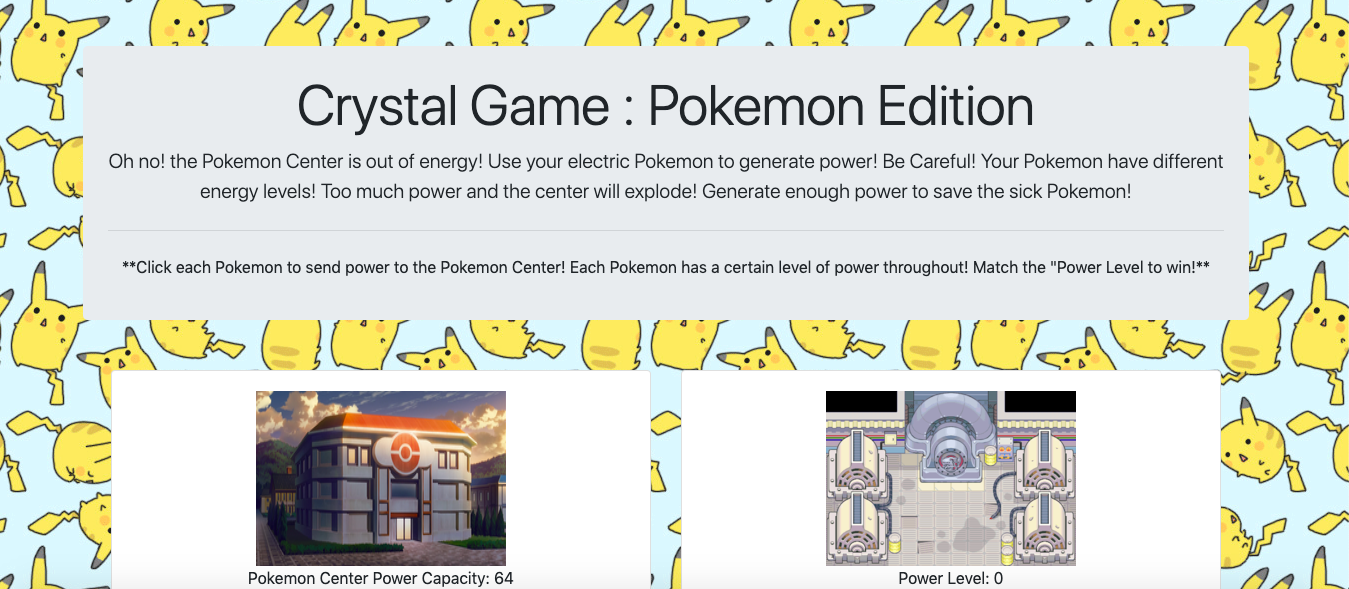 Crystal Game : Pokemon Edition
Oh no! the Pokemon Center is out of energy! Use your electric Pokemon to generate power! Be Careful! Your Pokemon have different
energy levels! Too much power and the center will explode! Generate enough power to save the sick Pokemon!
**Click each Pokemon to send power to the Pokemon Center! Each Pokemon has a certain level of power throughout! Match the "Power Level to win!**
Pokemon Center Power Capacity: 64
Power Level: 0